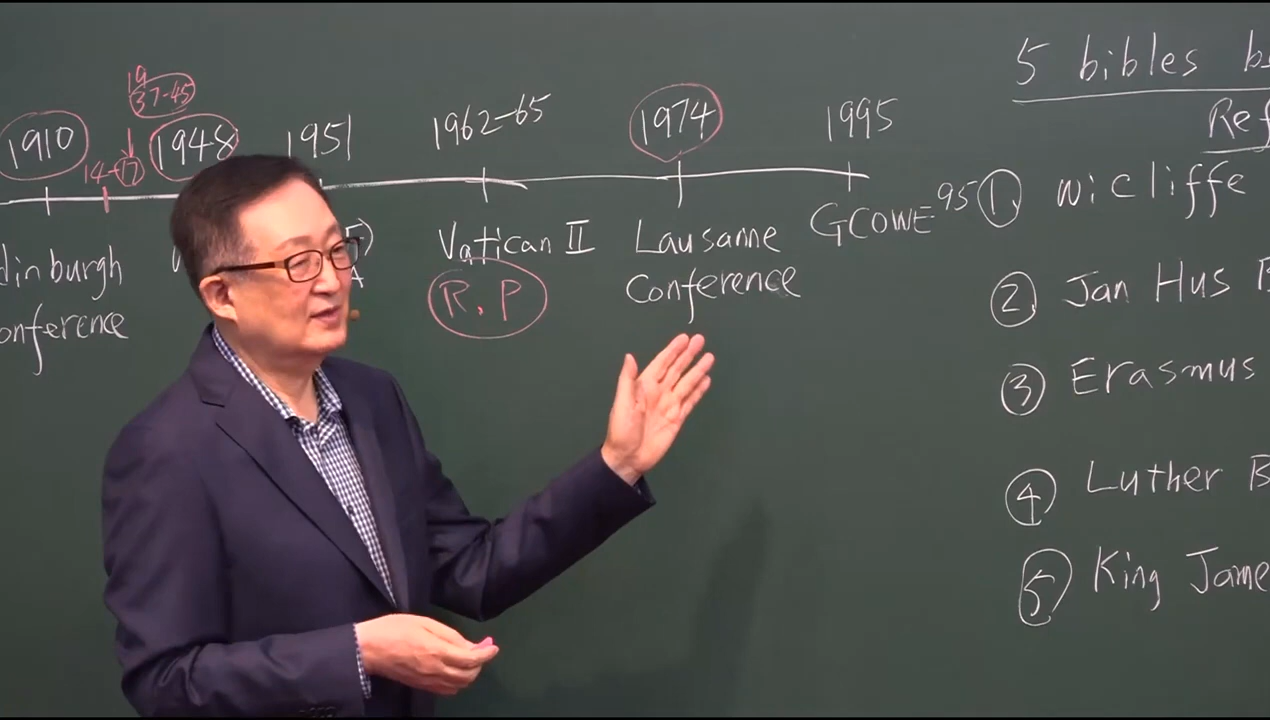 19
37-45
1910
14-17
1948
1951
1962-65
1974
1995
dinburgh
onference
Vatican II
R, P
Lausanne
Conference
GCOWE 95
5 bibles b
Ref
① wicliffe
② Jan Hus B
③ Erasmus
④ Luther B
⑤ King Jame